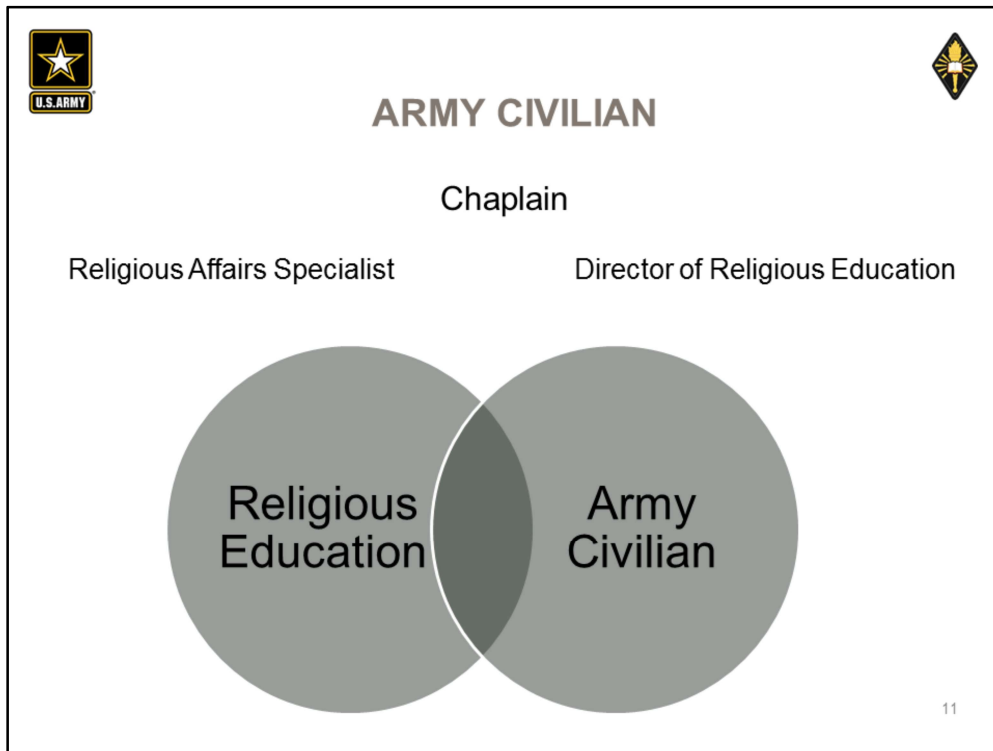 U.S.ARMY
ARMY CIVILIAN
Chaplain
Religious Affairs Specialist
Director of Religious Education
Religious
Education
Army
Civilian
11